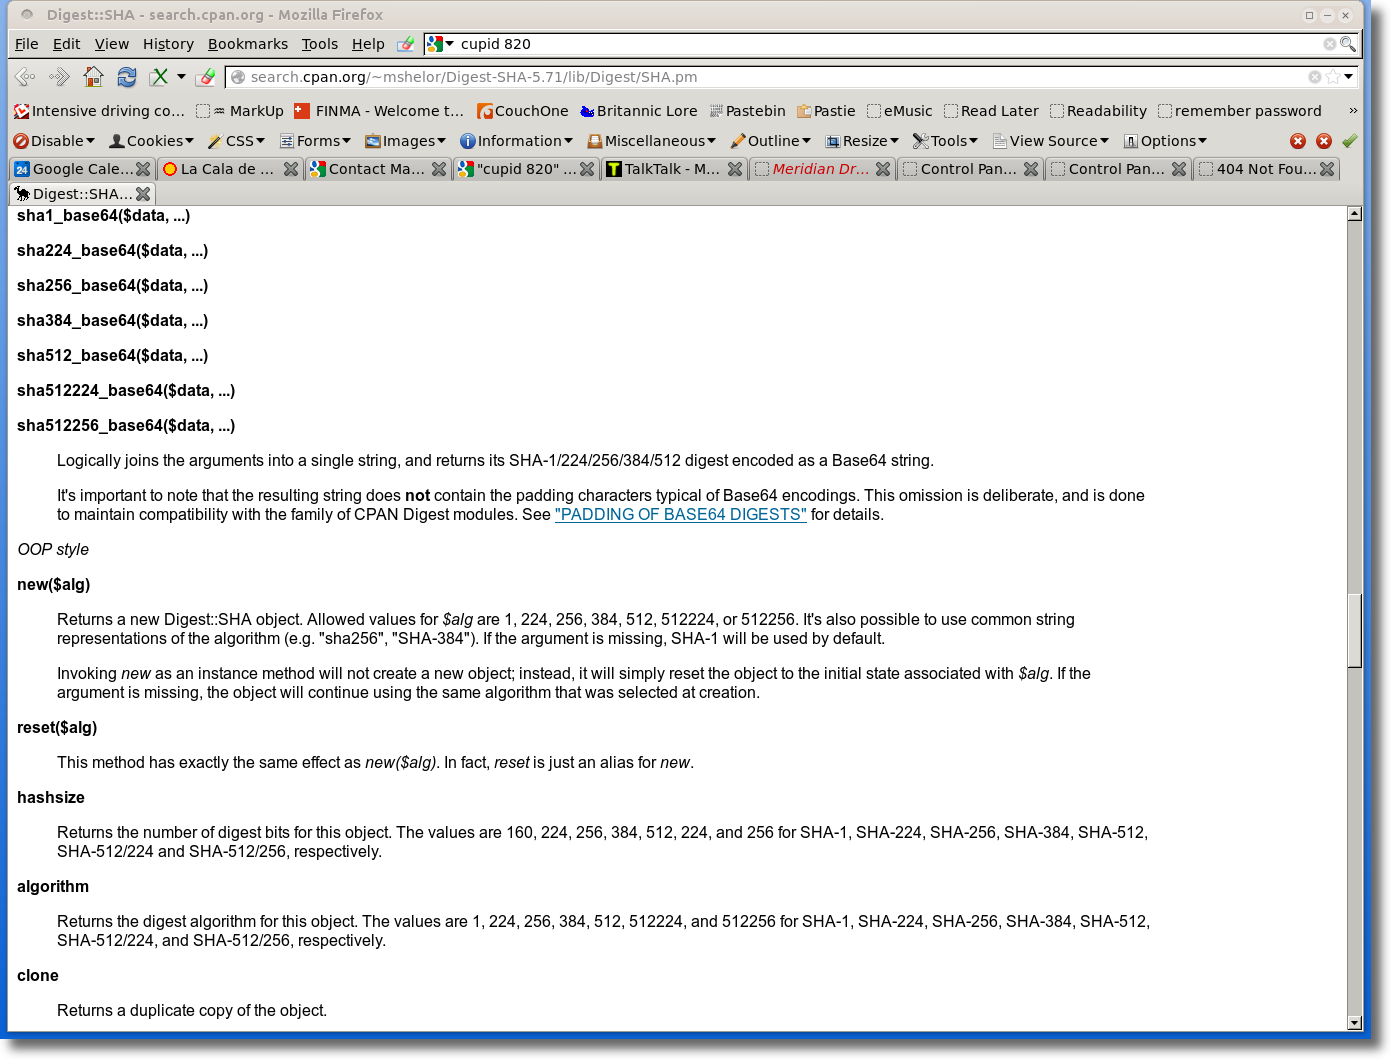 Digest::SHA - search.cpan.org - Mozilla Firefox
File Edit View History Bookmarks Tools Help cupid 820
search.cpan.org/~mshelor/Digest-SHA-5.71/lib/Digest/SHA.pm
Intensive driving co... MarkUp FINMA - Welcome t... CouchOne Britannic Lore Pastebin Pastie eMusic Read Later Readability remember password »
Disable Cookies CSS Forms Images Information Miscellaneous Outline Resize Tools View Source Options
24 Google Cale... La Cala de ... Contact Ma... "cupid 820" ... TalkTalk - M... Meridian Dr... Control Pan... Control Pan... 404 Not Fou...
Digest::SHA...
sha1_base64($data, ...)
sha224_base64($data, ...)
sha256_base64($data, ...)
sha384_base64($data, ...)
sha512_base64($data, ...)
sha512224_base64($data, ...)
sha512256_base64($data, ...)
Logically joins the arguments into a single string, and returns its SHA-1/224/256/384/512 digest encoded as a Base64 string.
It's important to note that the resulting string does not contain the padding characters typical of Base64 encodings. This omission is deliberate, and is done
to maintain compatibility with the family of CPAN Digest modules. See "PADDING OF BASE64 DIGESTS" for details.
OOP style
new($alg)
Returns a new Digest::SHA object. Allowed values for $alg are 1, 224, 256, 384, 512, 512224, or 512256. It's also possible to use common string
representations of the algorithm (e.g. "sha256", "SHA-384"). If the argument is missing, SHA-1 will be used by default.
Invoking new as an instance method will not create a new object; instead, it will simply reset the object to the initial state associated with $alg. If the
argument is missing, the object will continue using the same algorithm that was selected at creation.
reset($alg)
This method has exactly the same effect as new($alg). In fact, reset is just an alias for new.
hashsize
Returns the number of digest bits for this object. The values are 160, 224, 256, 384, 512, 224, and 256 for SHA-1, SHA-224, SHA-256, SHA-384, SHA-512,
SHA-512/224 and SHA-512/256, respectively.
algorithm
Returns the digest algorithm for this object. The values are 1, 224, 256, 384, 512, 512224, and 512256 for SHA-1, SHA-224, SHA-256, SHA-384, SHA-512,
SHA-512/224, and SHA-512/256, respectively.
clone
Returns a duplicate copy of the object.